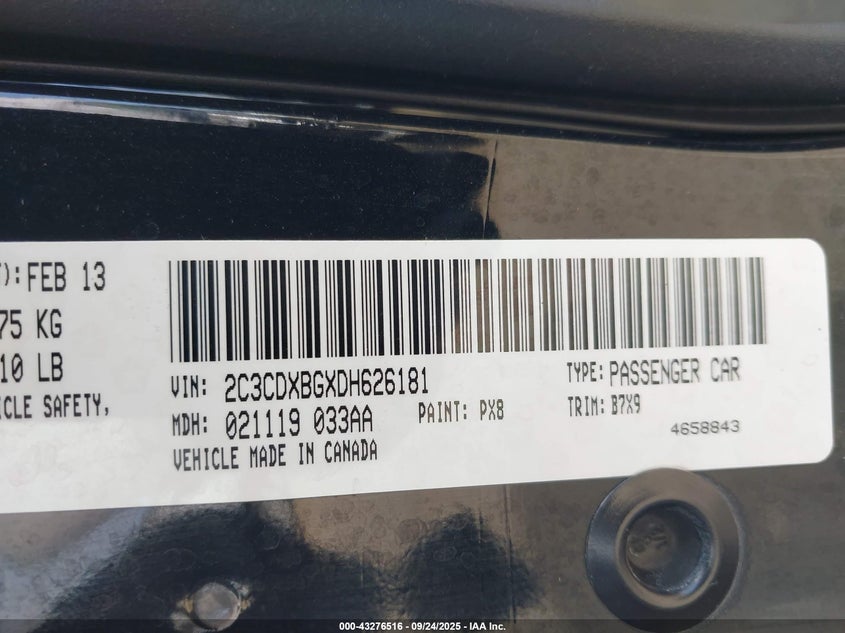 ):FEB 13
75 KG
10 LB
ICLE SAFETY,
VIN: 2C3CDXBGXDH626181
TYPE: PASSENGER CAR
MDH: 021119 033AA
PAINT: PX8
TRIM: B7X9
VEHICLE MADE IN CANADA
4658843
000-43276516 - 09/24/2025 - IAA Inc.